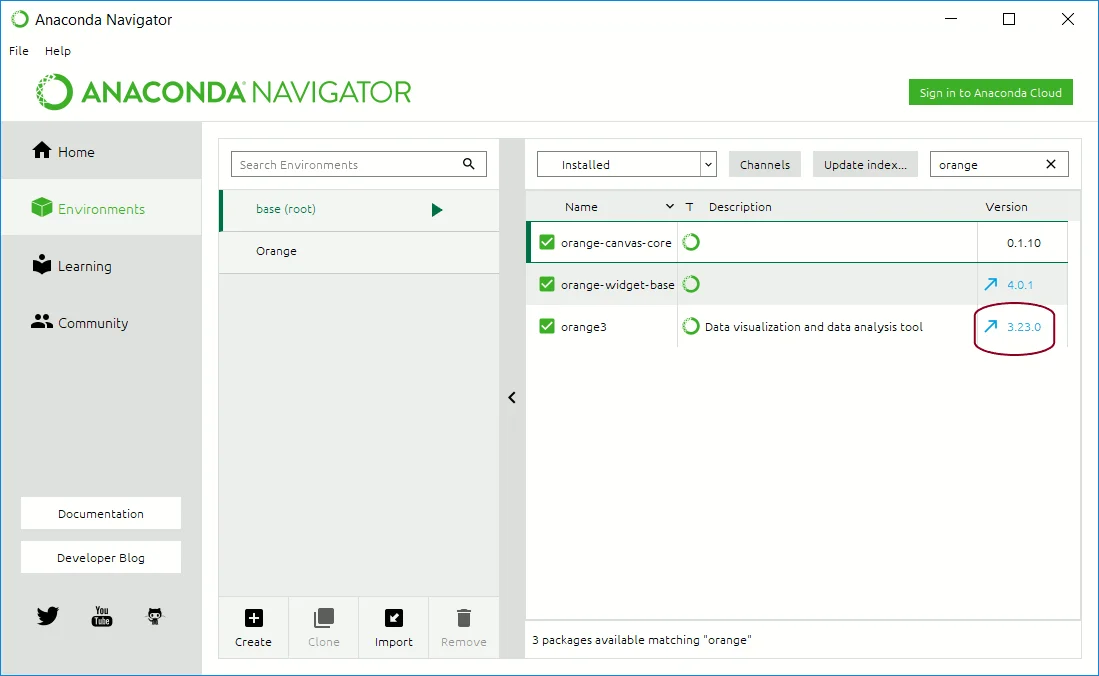 Anaconda Navigator
File Help
ANACONDA NAVIGATOR
Sign in to Anaconda Cloud
Home
Environments
Learning
Community
Documentation
Developer Blog
You Tube
Search Environments
base (root)
Orange
Create Clone Import Remove
Installed Channels Update index... orange
Name T Description Version
orange-canvas-core 0.1.10
orange-widget-base 4.0.1
orange3 Data visualization and data analysis tool 3.23.0
3 packages available matching "orange"